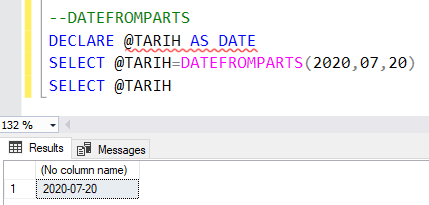 --DATEFROMPARTS
DECLARE @TARIH AS DATE
SELECT @TARIH=DATEFROMPARTS(2020,07,20)
SELECT @TARIH
132 %
Results Messages
(No column name)
1 2020-07-20